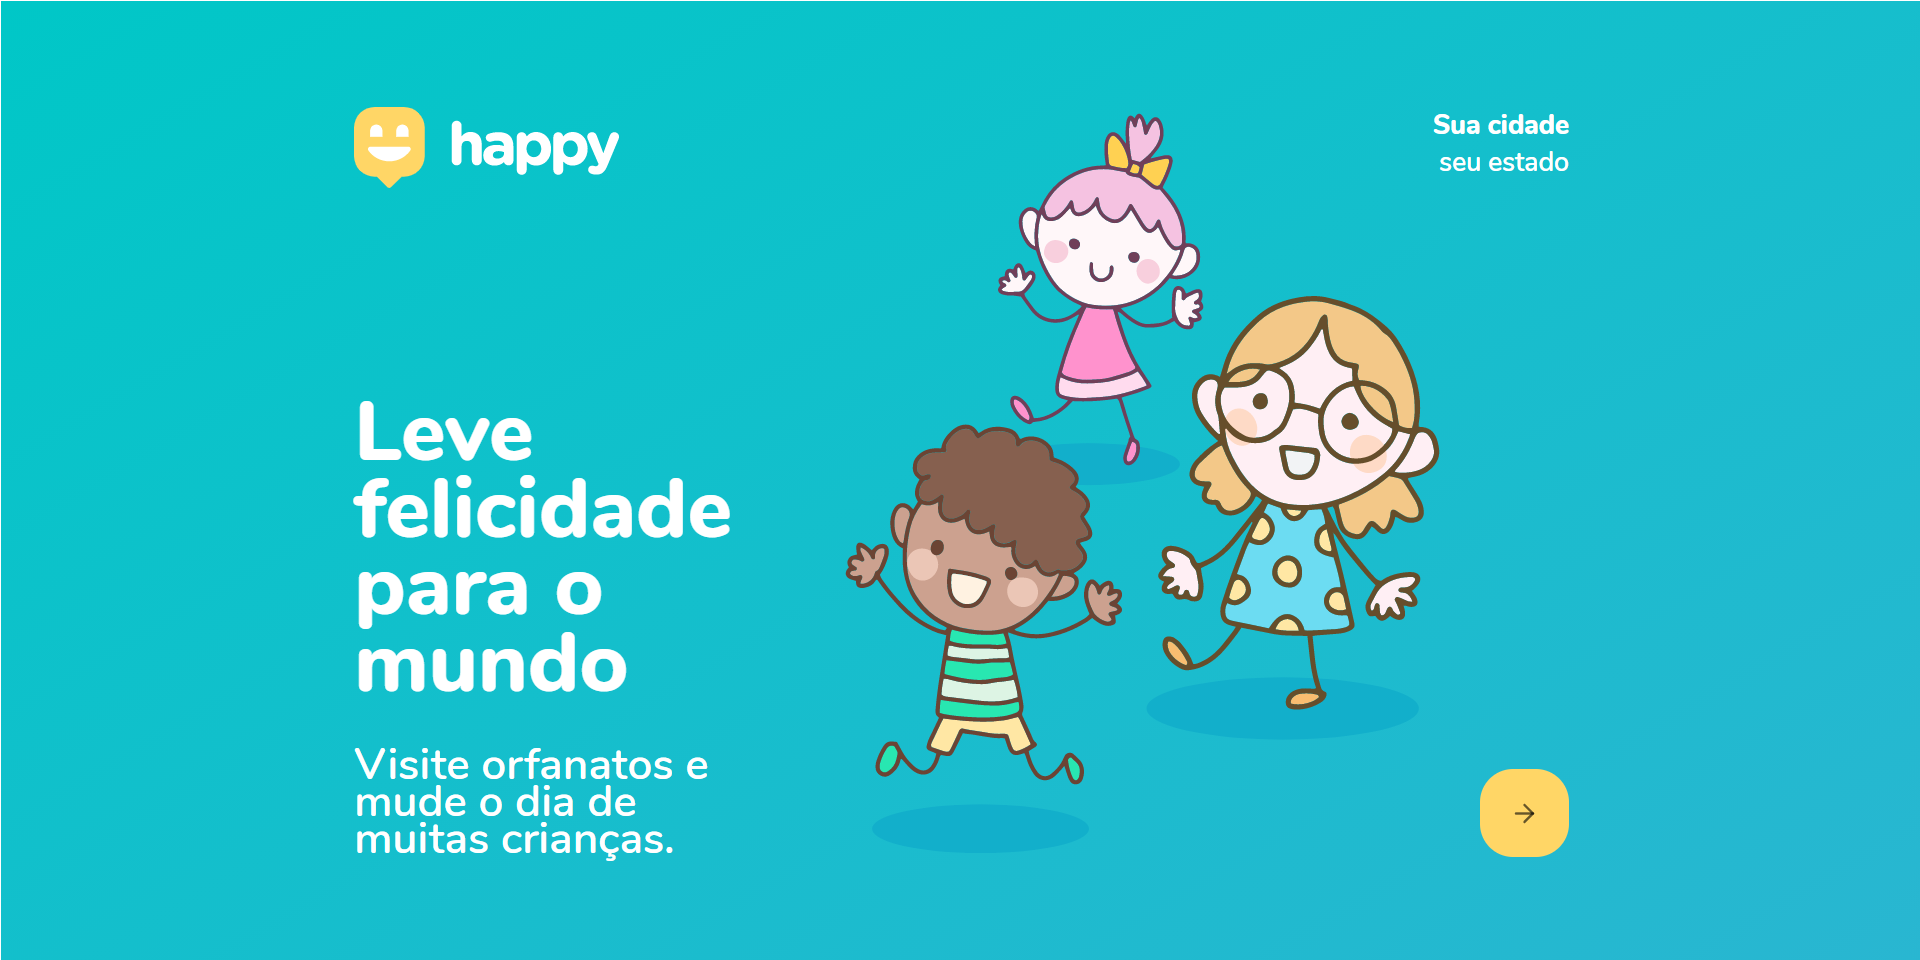 happy
Sua cidade
seu estado
Leve
felicidade
para o
mundo
Visite orfanatos e
mude o dia de
muitas crianças.